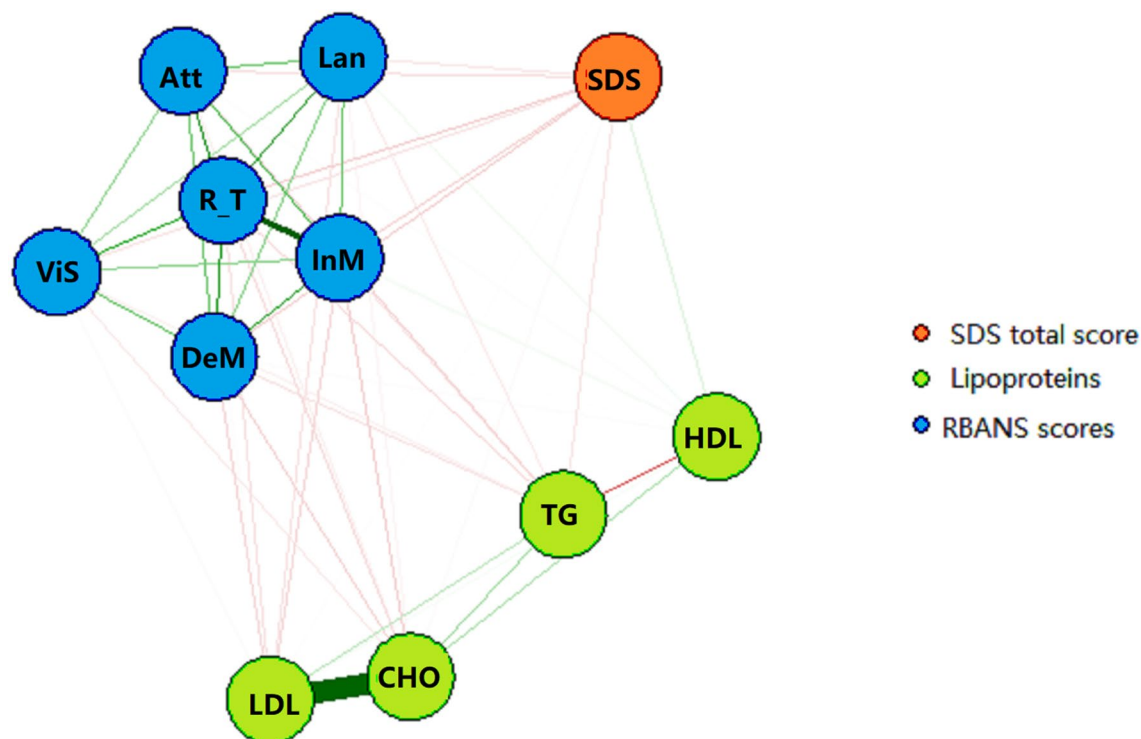 Lan
Att
SDS
R_T
InM
ViS
DeM
SDS total score
Lipoproteins
RBANS scores
HDL
TG
CHO
LDL